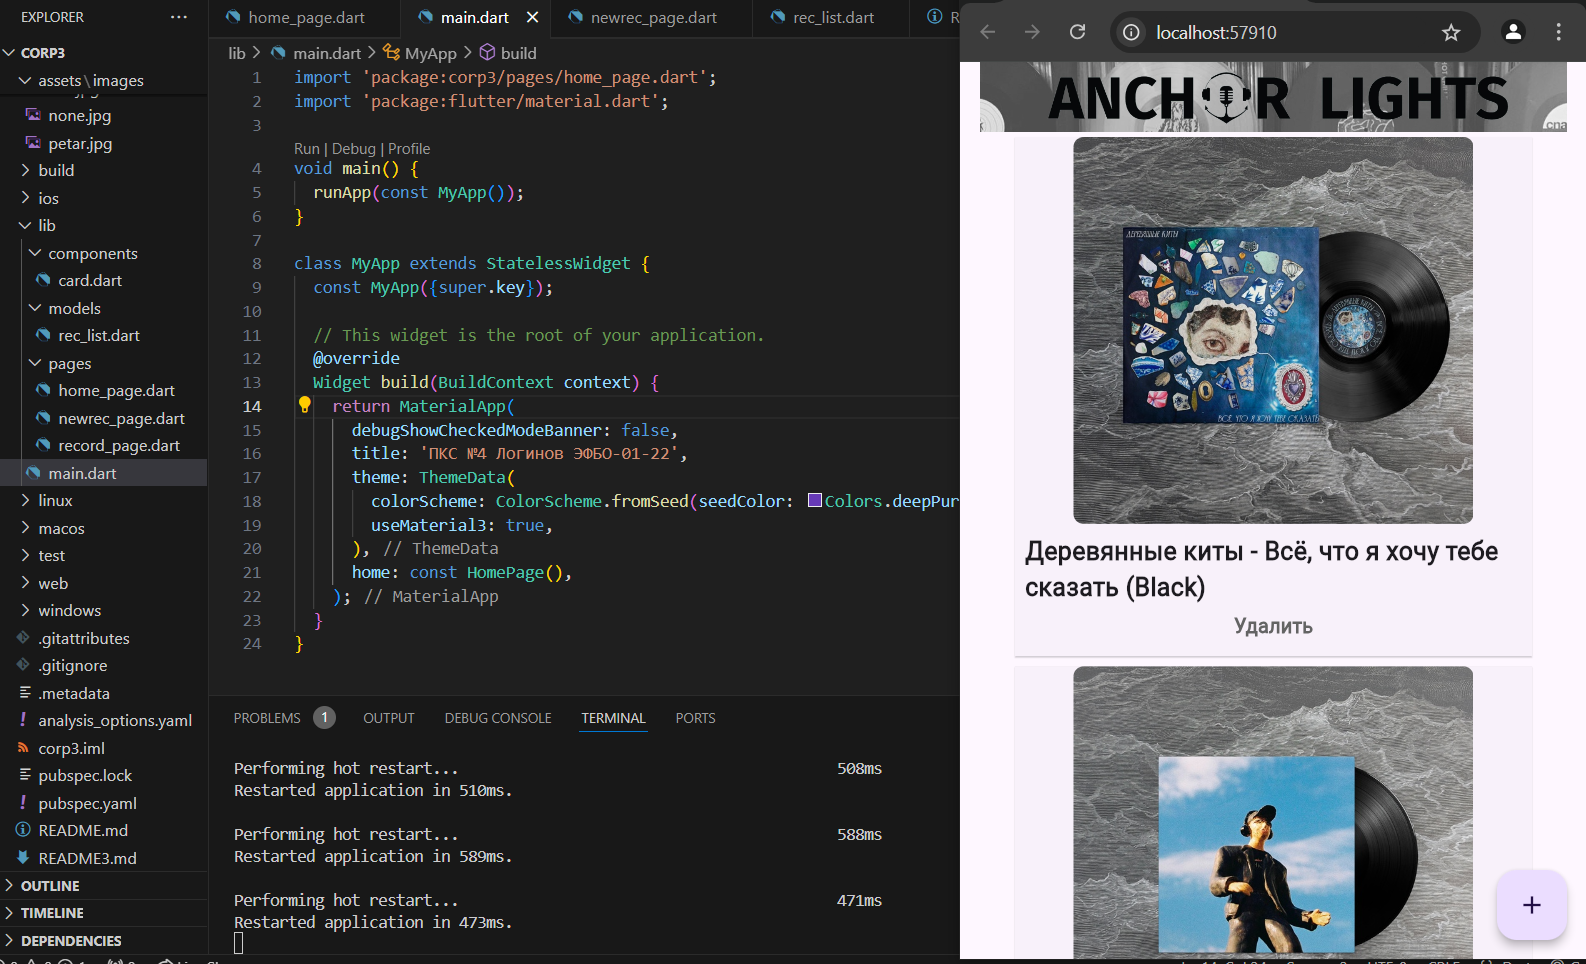 EXPLORER
CORP3
assets\images
none.jpg
petar.jpg
build
ios
lib
components
card.dart
models
rec_list.dart
pages
home_page.dart
newrec_page.dart
record_page.dart
main.dart
linux
macos
test
web
windows
.gitattributes
.gitignore
.metadata
analysis_options.yaml
corp3.iml
pubspec.lock
pubspec.yaml
README.md
README3.md
OUTLINE
TIMELINE
DEPENDENCIES
home_page.dart
main.dart
newrec_page.dart
rec_list.dart
R
lib > main.dart > MyApp > build
1 import 'package:corp3/pages/home_page.dart';
2 import 'package:flutter/material.dart';
3
Run | Debug | Profile
4 void main() {
5 runApp(const MyApp());
6 }
7
8 class MyApp extends StatelessWidget {
9 const MyApp({super.key});
10
11 // This widget is the root of your application.
12 @override
13 Widget build(BuildContext context) {
14 return MaterialApp(
15 debugShowCheckedModeBanner: false,
16 title: 'ПКС №4 Логинов ЭФБО-01-22',
17 theme: ThemeData(
18 colorScheme: ColorScheme.fromSeed(seedColor: Colors.deepPur
19 useMaterial3: true,
20 ), // ThemeData
21 home: const HomePage(),
22 ); // MaterialApp
23 }
24 }
PROBLEMS 1 OUTPUT DEBUG CONSOLE TERMINAL PORTS
Performing hot restart... 508ms
Restarted application in 510ms.
Performing hot restart... 588ms
Restarted application in 589ms.
Performing hot restart... 471ms
Restarted application in 473ms.
localhost:57910
ANCHOR LIGHTS
ДЕРЕВЯННЫЕ КИТЫ
ВСЁ, ЧТО Я ХОЧУ ТЕБЕ СКАЗАТЬ
Деревянные киты - Всё, что я хочу тебе
сказать (Black)
Удалить
+